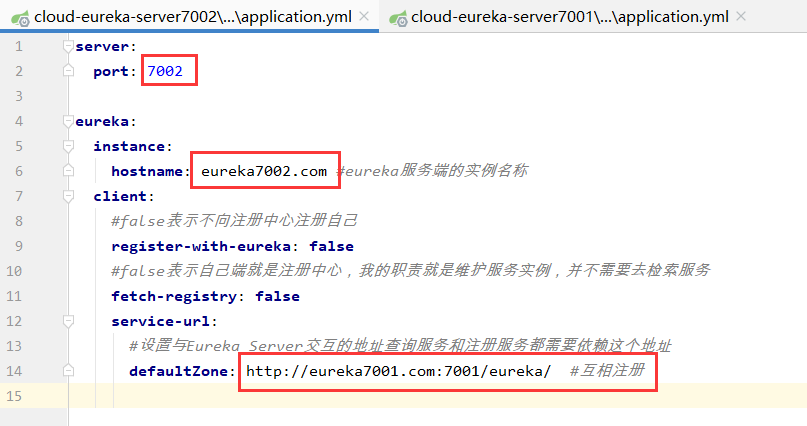 cloud-eureka-server7002\...\application.yml
cloud-eureka-server7001\...\application.yml
1 server:
2 port: 7002
3
4 eureka:
5 instance:
6 hostname: eureka7002.com #eureka服务端的实例名称
7 client:
8 #false表示不向注册中心注册自己
9 register-with-eureka: false
10 #false表示自己端就是注册中心，我的职责就是维护服务实例，并不需要去检索服务
11 fetch-registry: false
12 service-url:
13 #设置与Eureka Server交互的地址查询服务和注册服务都需要依赖这个地址
14 defaultZone: http://eureka7001.com:7001/eureka/ #互相注册
15